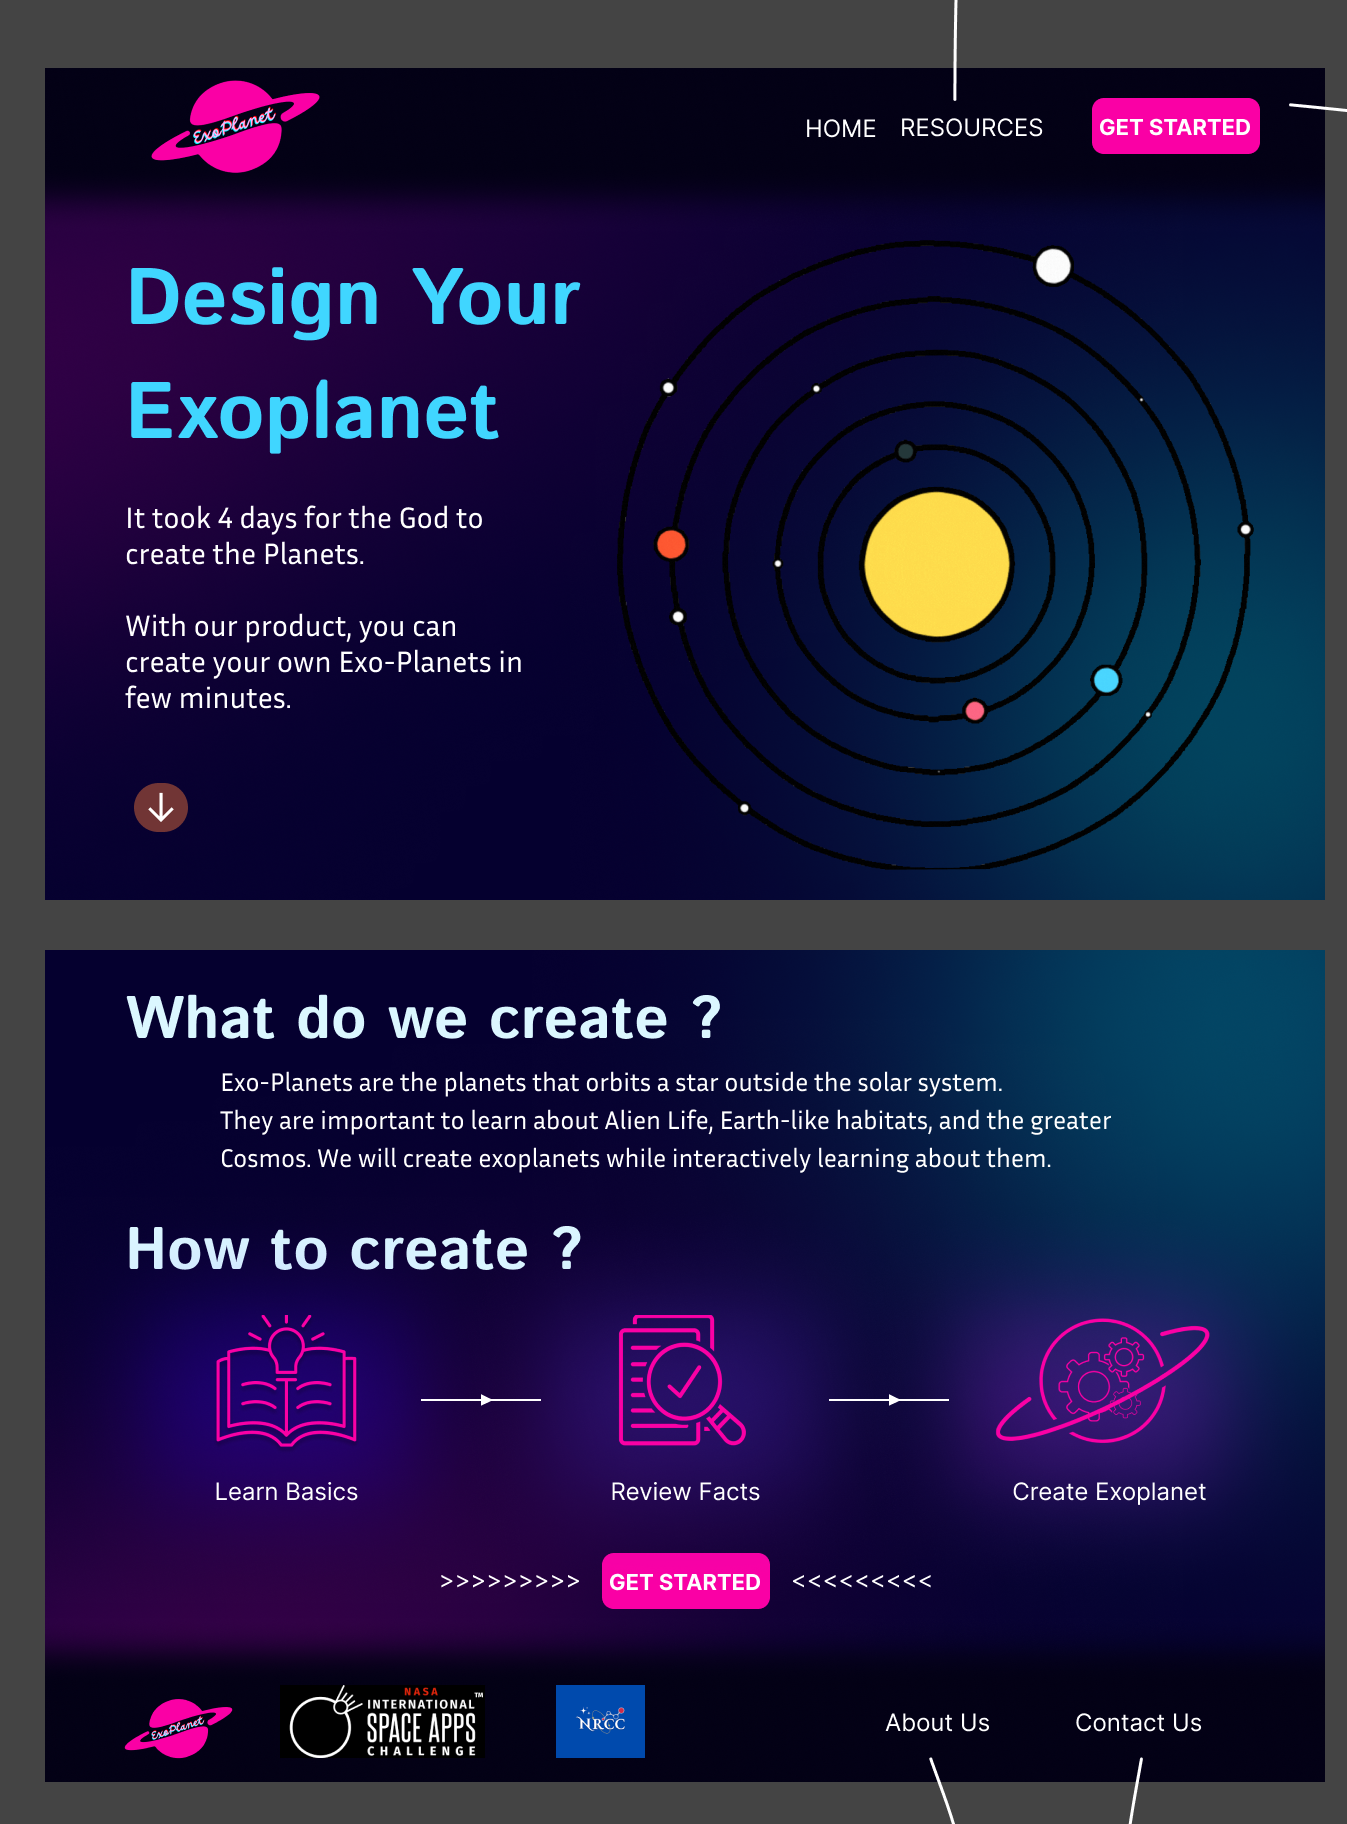 ExoPlanet
HOME RESOURCES GET STARTED
Design Your
Exoplanet
It took 4 days for the God to
create the Planets.
With our product, you can
create your own Exo-Planets in
few minutes.
What do we create ?
Exo-Planets are the planets that orbits a star outside the solar system.
They are important to learn about Alien Life, Earth-like habitats, and the greater
Cosmos. We will create exoplanets while interactively learning about them.
How to create ?
Learn Basics
Review Facts
Create Exoplanet
>>>>>>>>> GET STARTED <<<<<<<<<
ExoPlanet
NASA
INTERNATIONAL™
SPACE APPS
CHALLENGE
NRCC
About Us
Contact Us